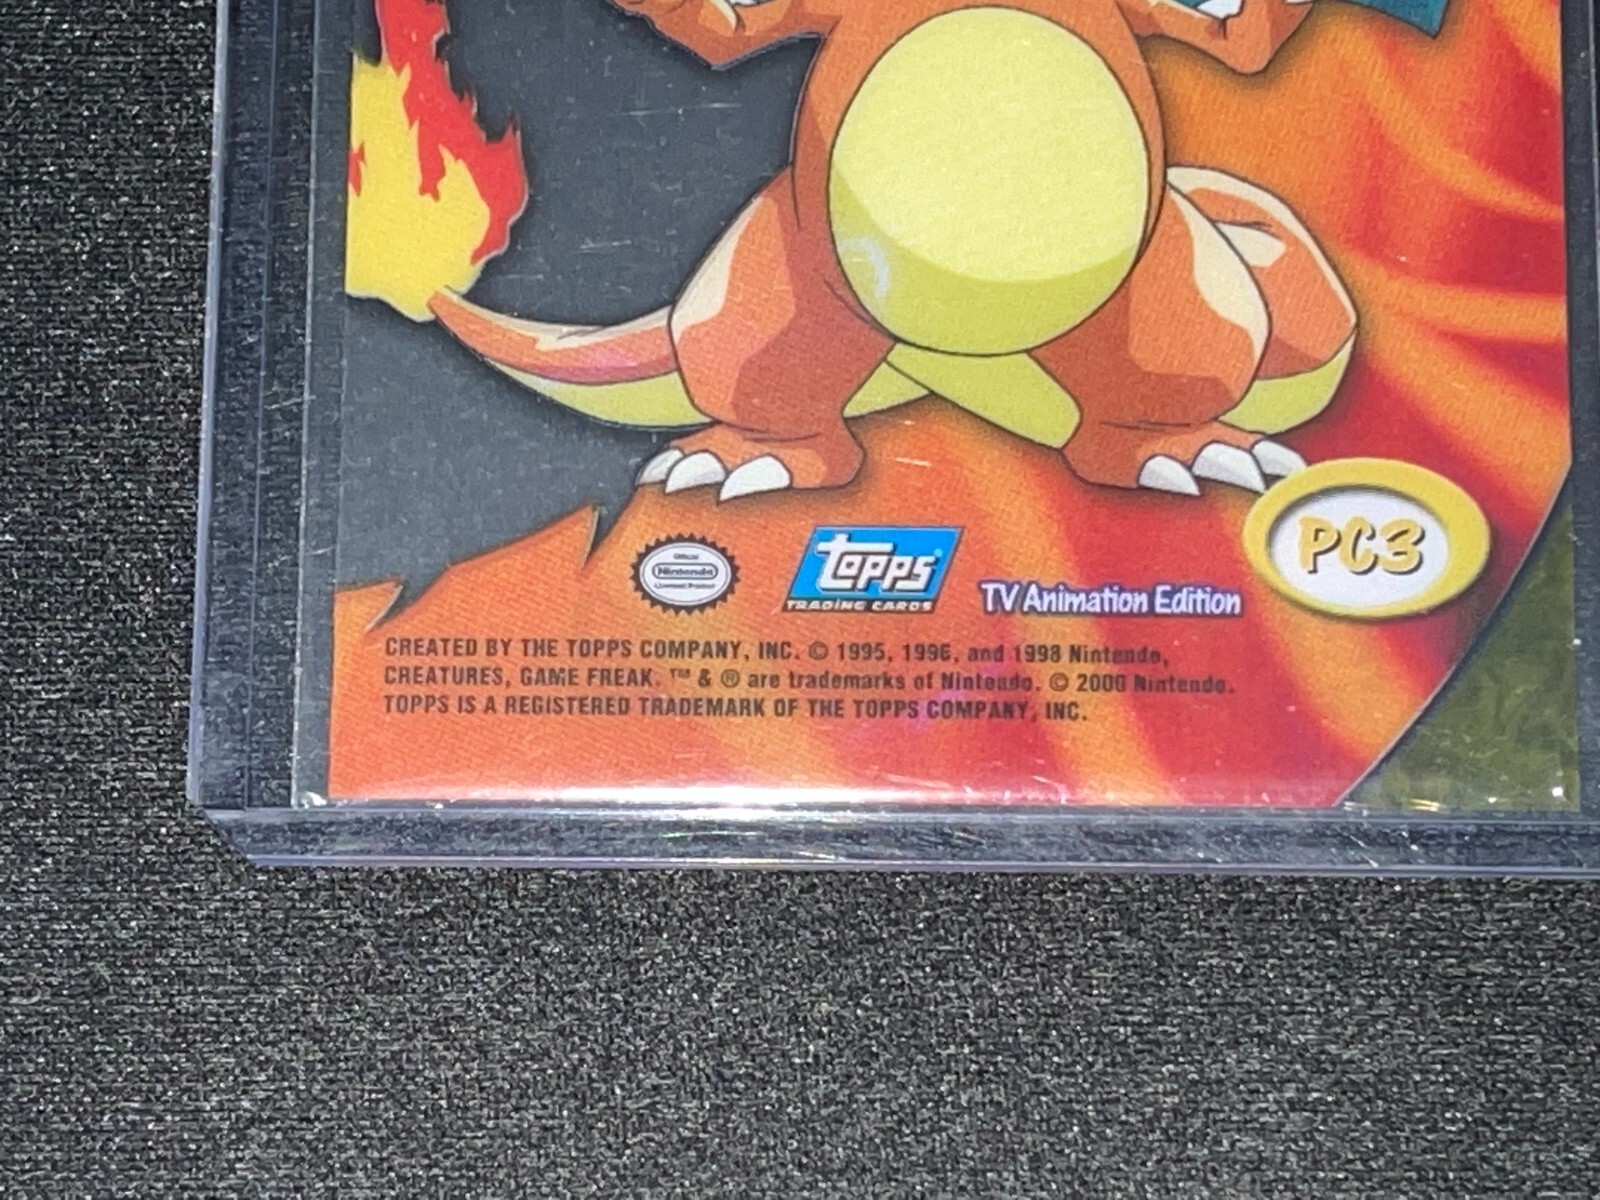 Official
Nintendo
Licensed Product
Topps®
TRADING CARDS
TV Animation Edition
PC3
CREATED BY THE TOPPS COMPANY, INC. © 1995, 1996, and 1998 Nintendo,
CREATURES, GAME FREAK. ™ & ® are trademarks of Nintendo. © 2000 Nintendo.
TOPPS IS A REGISTERED TRADEMARK OF THE TOPPS COMPANY, INC.